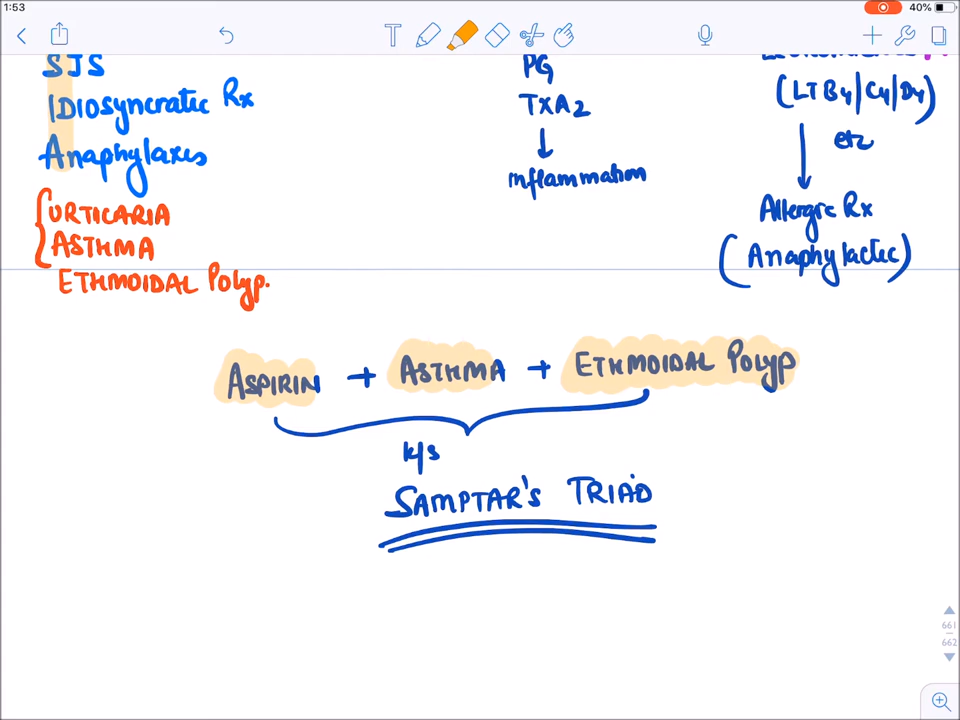 1:53
40%
T
SJS
IDiosyncratic Rx
Anaphylaxes
URTICARIA
ASTHMA
ETHMOIDAL Polyp.
PG
TxA2
Inflammation
(LTB4/C4/D4)
etc
Allergic Rx
(Anaphylactec)
ASPIRIN + ASTHMA + ETHMOIDAL Polyp
k/s
SAMPTAR's TRIAD
661
662